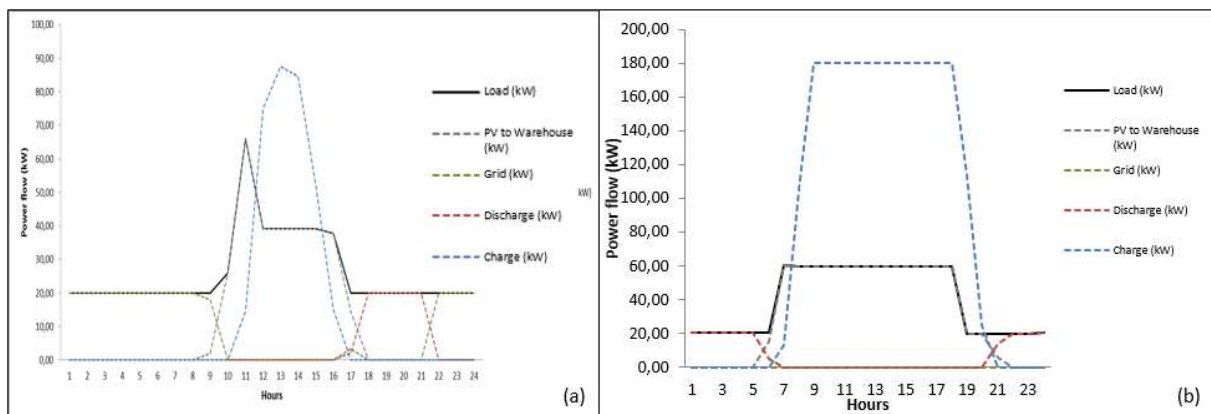 100,00
90,00
80,00
70,00
60,00
50,00
40,00
30,00
20,00
10,00
0,00
Power flow (kW)
1 2 3 4 5 6 7 8 9 10 11 12 13 14 15 16 17 18 19 20 21 22 23 24
Hours
Load (kW)
PV to Warehouse
(kW)
Grid (kW)
Discharge (kW)
Charge (kW)
kW)
(a)
200,00
180,00
160,00
140,00
120,00
100,00
80,00
60,00
40,00
20,00
0,00
Power flow (kW)
1 3 5 7 9 11 13 15 17 19 21 23
Hours
Load (kW)
PV to Warehouse
(kW)
Grid (kW)
Discharge (kW)
Charge (kW)
(b)